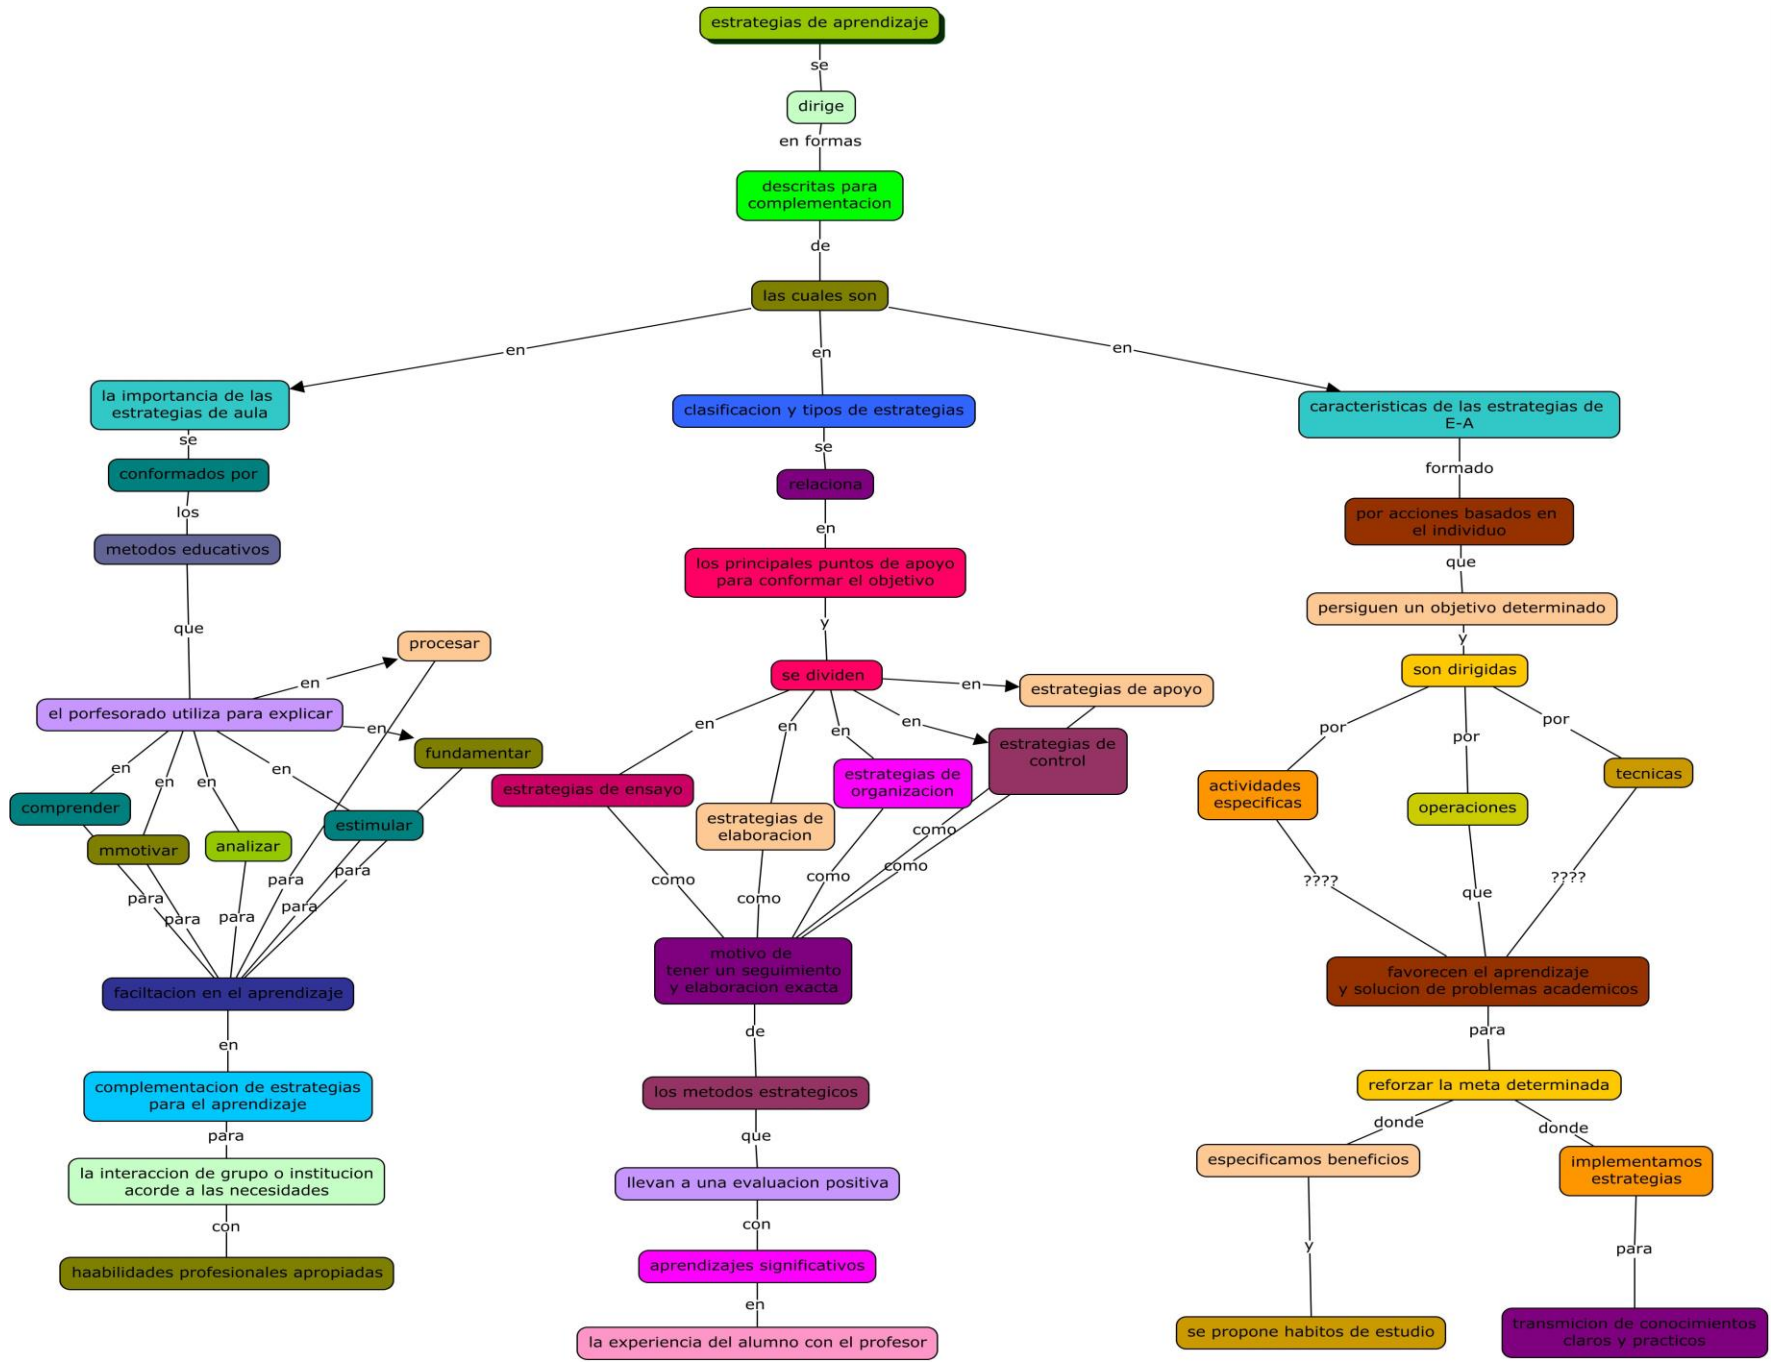 estrategias de aprendizaje
se
dirige
en formas
descritas para
complementacion
de
las cuales son
en
en
en
la importancia de las
estrategias de aula
se
conformados por
los
metodos educativos
que
el porfesorado utiliza para explicar
en
procesar
en
fundamentar
en
en
en
en
comprender
mmotivar
analizar
estimular
para
para
para
para
para
para
faciltacion en el aprendizaje
en
complementacion de estrategias
para el aprendizaje
para
la interaccion de grupo o institucion
acorde a las necesidades
con
haabilidades profesionales apropiadas
clasificacion y tipos de estrategias
se
relaciona
en
los principales puntos de apoyo
para conformar el objetivo
y
se dividen
en
estrategias de apoyo
en
en
en
en
estrategias de
control
estrategias de ensayo
estrategias de
elaboracion
estrategias de
organizacion
como
como
como
como
como
motivo de
tener un seguimiento
y elaboracion exacta
de
los metodos estrategicos
que
llevan a una evaluacion positiva
con
aprendizajes significativos
en
la experiencia del alumno con el profesor
caracteristicas de las estrategias de
E-A
formado
por acciones basados en
el individuo
que
persiguen un objetivo determinado
y
son dirigidas
por
por
por
actividades
especificas
operaciones
tecnicas
????
que
????
favorecen el aprendizaje
y solucion de problemas academicos
para
reforzar la meta determinada
donde
donde
especificamos beneficios
implementamos
estrategias
y
para
se propone habitos de estudio
transmicion de conocimientos
claros y practicos